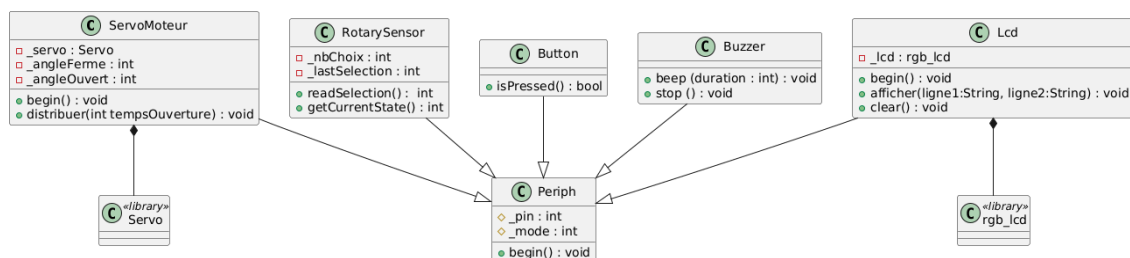 C ServoMoteur
_servo : Servo
_angleFerme : int
_angleOuvert : int
begin() : void
distribuer(int tempsOuverture) : void
C RotarySensor
_nbChoix : int
_lastSelection : int
readSelection() :  int
getCurrentState() : int
C Button
isPressed() : bool
C Buzzer
beep (duration : int) : void
stop () : void
C Lcd
_lcd : rgb_lcd
begin() : void
afficher(ligne1:String, ligne2:String) : void
clear() : void
C «library»
Servo
C Periph
_pin : int
_mode : int
begin() : void
C «library»
rgb_lcd